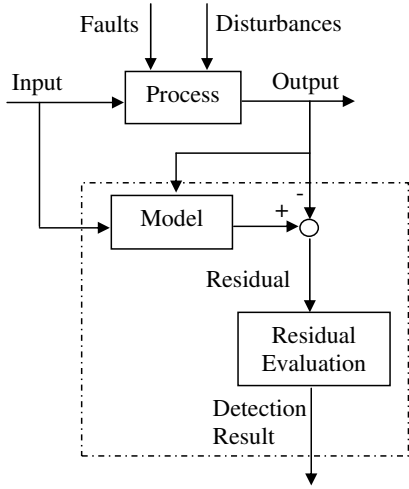 Faults
Disturbances
Input
Process
Output
-
Model
+
Residual
Residual
Evaluation
Detection
Result